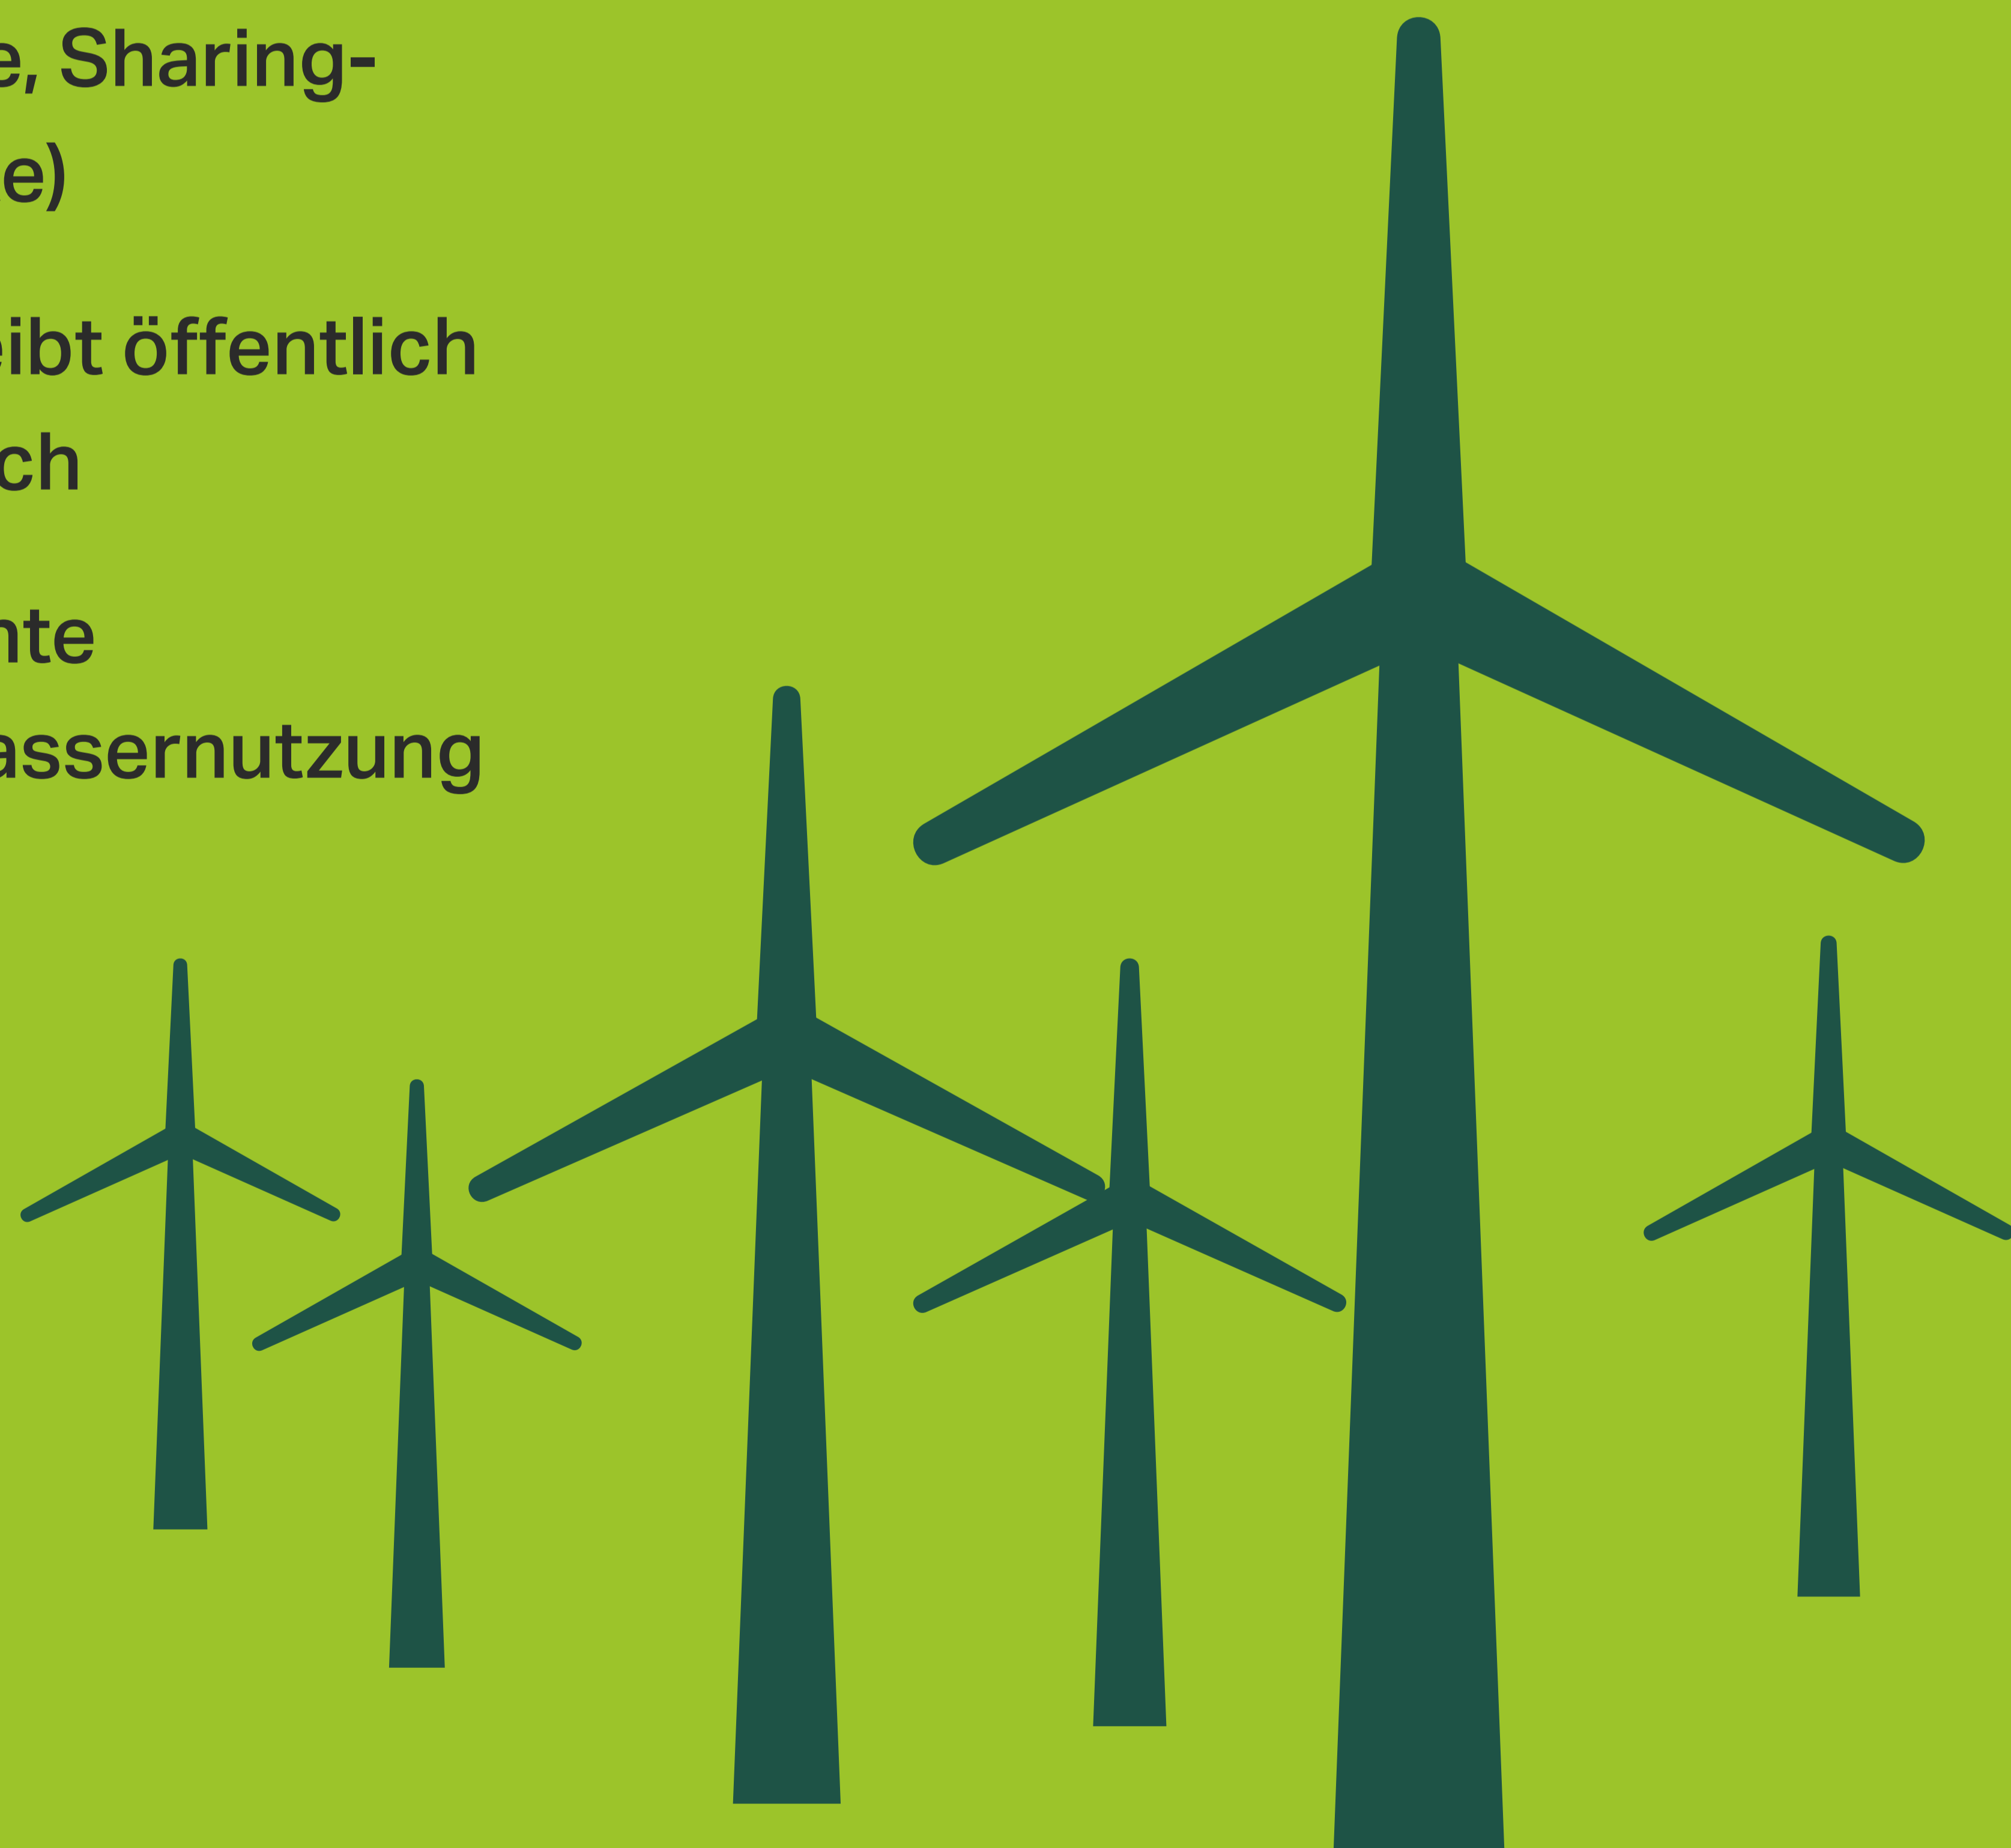 e, Sharing-
e)
eibt öffentlich
ch
nte
assernutzung